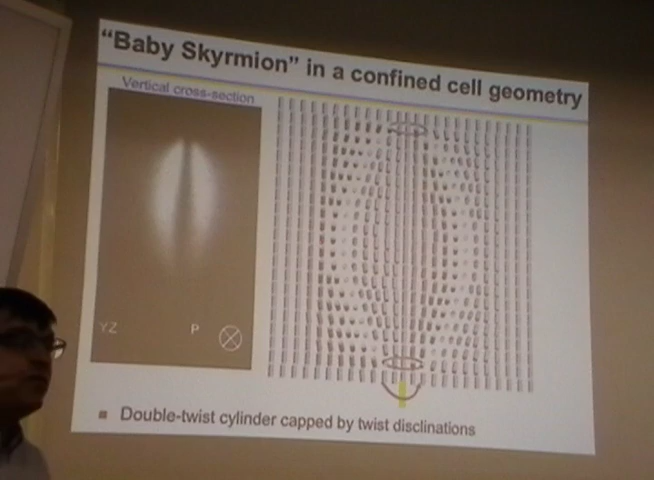 "Baby Skyrmion" in a confined cell geometry
Vertical cross-section
YZ
P
Double-twist cylinder capped by twist disclinations